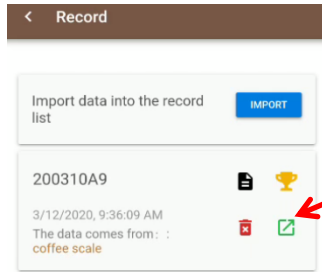 Record
Import data into the record
list
IMPORT
200310A9
3/12/2020, 9:36:09 AM
The data comes from: :
coffee scale